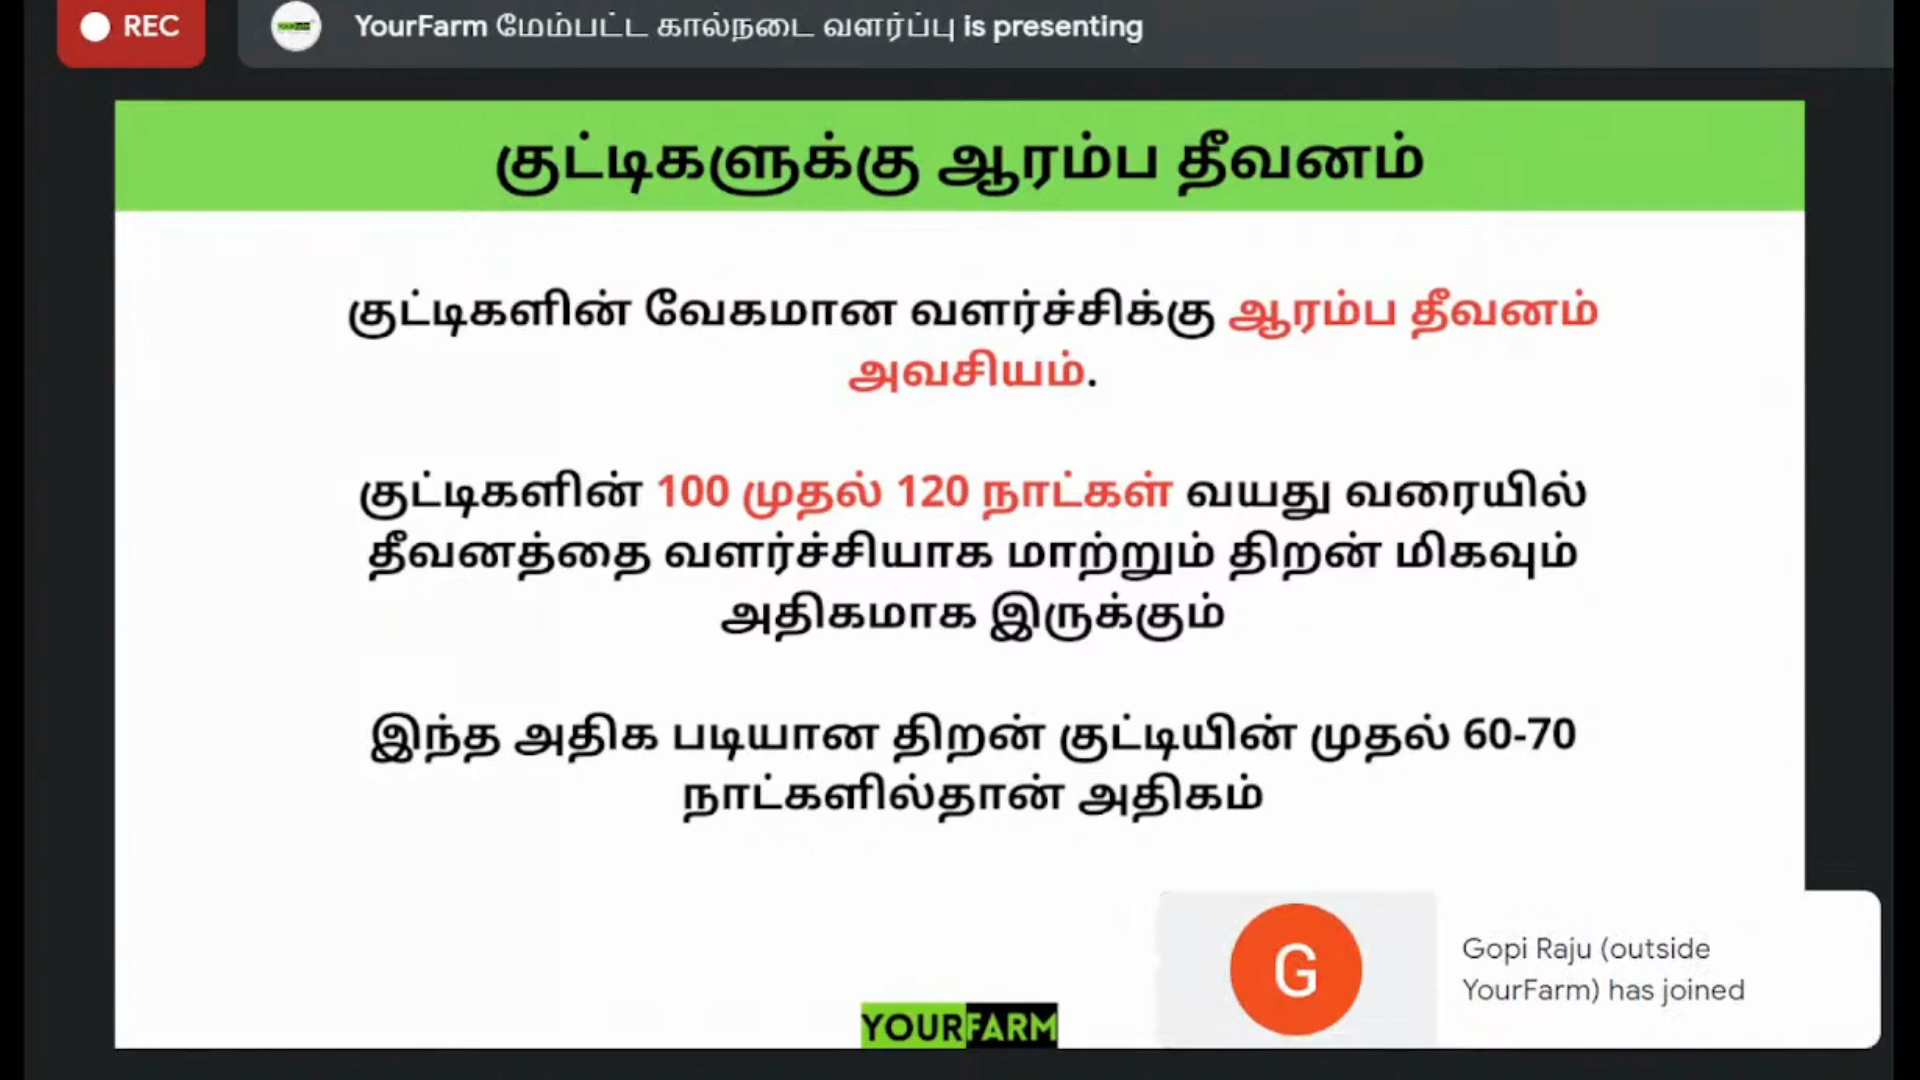 REC
YourFarm மேம்பட்ட கால்நடை வளர்ப்பு is presenting
குட்டிகளுக்கு ஆரம்ப தீவனம்
குட்டிகளின் வேகமான வளர்ச்சிக்கு ஆரம்ப தீவனம்
அவசியம்.
குட்டிகளின் 100 முதல் 120 நாட்கள் வயது வரையில்
தீவனத்தை வளர்ச்சியாக மாற்றும் திறன் மிகவும்
அதிகமாக இருக்கும்
இந்த அதிக படியான திறன் குட்டியின் முதல் 60-70
நாட்களில்தான் அதிகம்
G
Gopi Raju (outside
YourFarm) has joined
YOURFARM